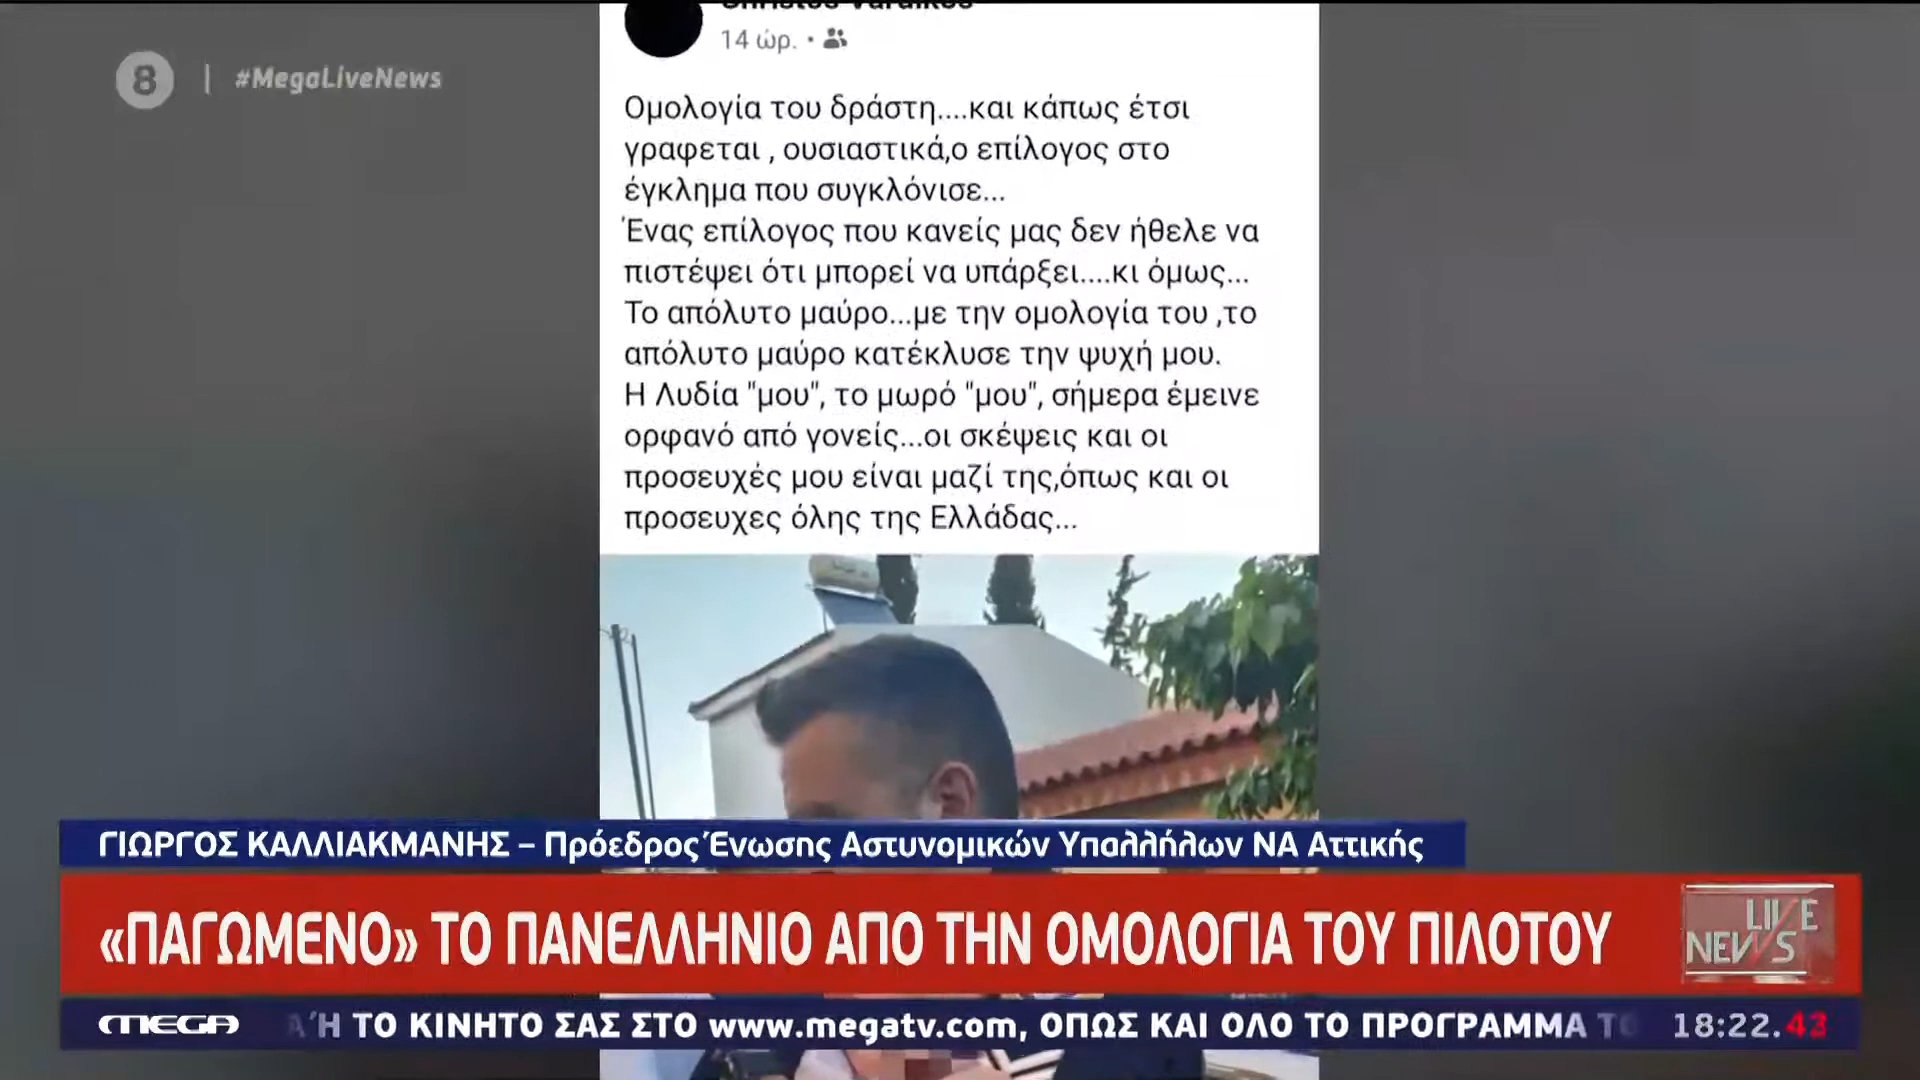 Christos Vardikos
14 ώρ. •
8 | #MegaLiveNews
Ομολογία του δράστη....και κάπως έτσι
γραφεται , ουσιαστικά,ο επίλογος στο
έγκλημα που συγκλόνισε...
Ένας επίλογος που κανείς μας δεν ήθελε να
πιστέψει ότι μπορεί να υπάρξει....κι όμως...
Το απόλυτο μαύρο...με την ομολογία του ,το
απόλυτο μαύρο κατέκλυσε την ψυχή μου.
Η Λυδία "μου", το μωρό "μου", σήμερα έμεινε
ορφανό από γονείς...οι σκέψεις και οι
προσευχές μου είναι μαζί της,όπως και οι
προσευχες όλης της Ελλάδας...
ΓΙΩΡΓΟΣ ΚΑΛΛΙΑΚΜΑΝΗΣ – Πρόεδρος Ένωσης Αστυνομικών Υπαλλήλων ΝΑ Αττικής
«ΠΑΓΩΜΕΝΟ» ΤΟ ΠΑΝΕΛΛΗΝΙΟ ΑΠΟ ΤΗΝ ΟΜΟΛΟΓΙΑ ΤΟΥ ΠΙΛΟΤΟΥ
LIVE
NEWS
MEGA Ή ΤΟ ΚΙΝΗΤΟ ΣΑΣ ΣΤΟ www.megatv.com, ΟΠΩΣ ΚΑΙ ΟΛΟ ΤΟ ΠΡΟΓΡΑΜΜΑ 18:22.43